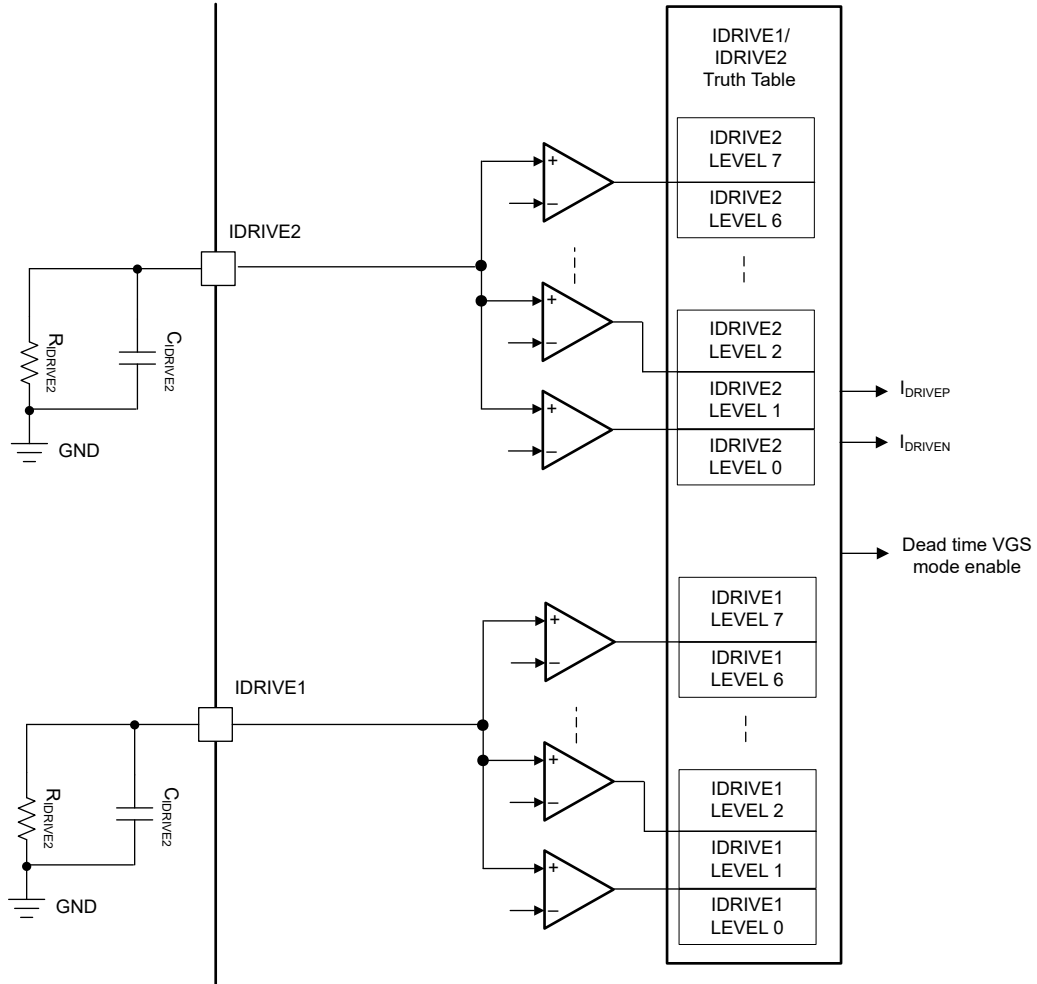 IDRIVE1/
IDRIVE2
Truth Table
IDRIVE2
LEVEL 7
IDRIVE2
LEVEL 6
IDRIVE2
LEVEL 2
IDRIVE2
LEVEL 1
IDRIVE2
LEVEL 0
IDRIVE2
+
−
+
−
+
−
RIDRIVE2
CIDRIVE2
GND
IDRIVEP
IDRIVEN
Dead time VGS
mode enable
IDRIVE1
LEVEL 7
IDRIVE1
LEVEL 6
IDRIVE1
LEVEL 2
IDRIVE1
LEVEL 1
IDRIVE1
LEVEL 0
IDRIVE1
+
−
+
−
+
−
RIDRIVE2
CIDRIVE2
GND